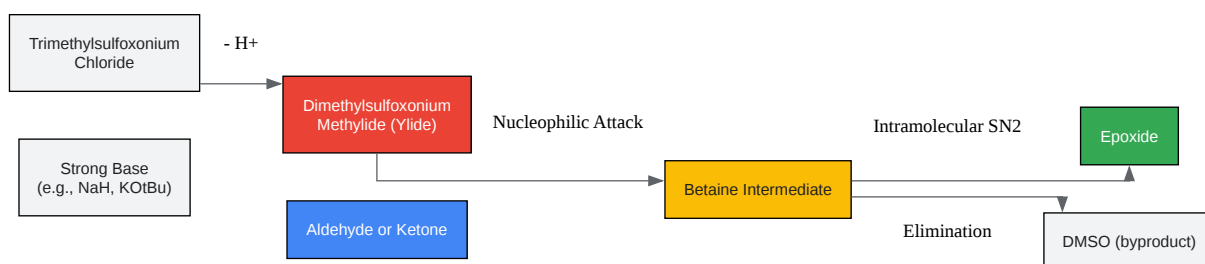 Trimethylsulfoxonium
Chloride
- H+
Strong Base
(e.g., NaH, KOtBu)
Dimethylsulfoxonium
Methylide (Ylide)
Aldehyde or Ketone
Nucleophilic Attack
Betaine Intermediate
Intramolecular SN2
Elimination
Epoxide
DMSO (byproduct)